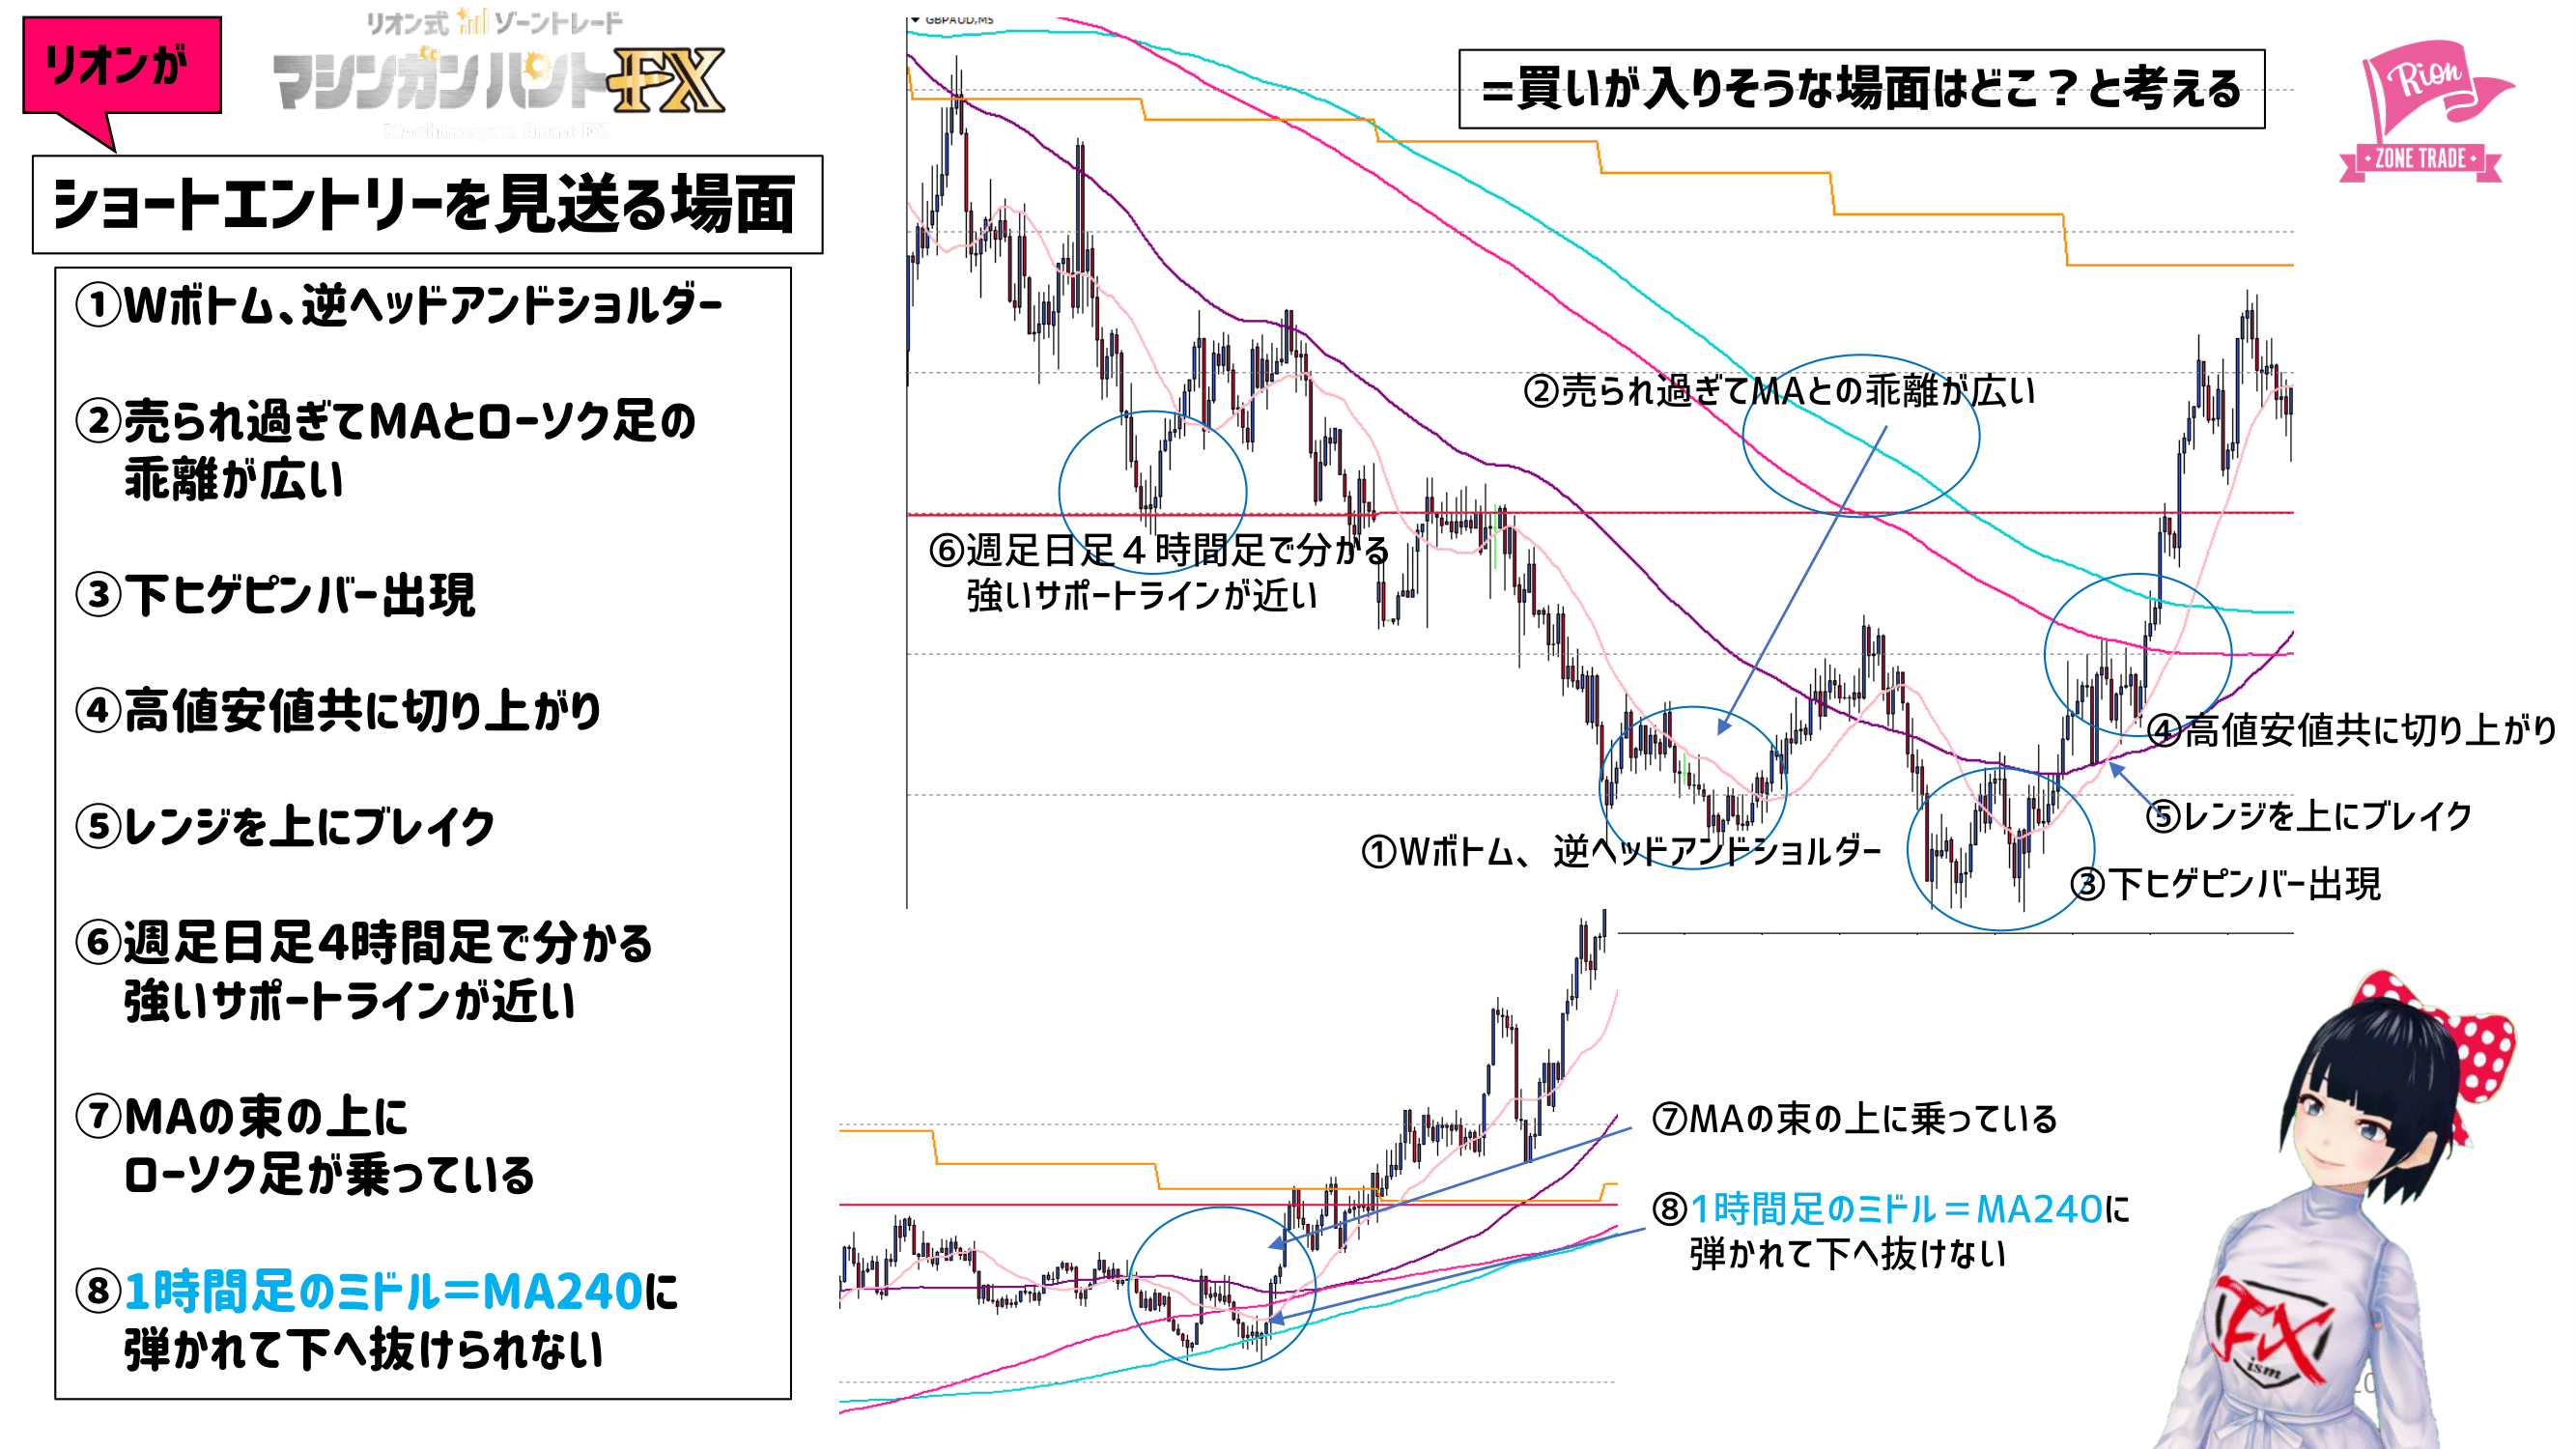 リオンが
リオン式 ゾーントレード
マシンガンハントFX
ショートエントリーを見送る場面
①Wボトム、逆ヘッドアンドショルダー
②売られ過ぎてMAとローソク足の
乖離が広い
③下ヒゲピンバー出現
④高値安値共に切り上がり
⑤レンジを上にブレイク
⑥週足日足4時間足で分かる
強いサポートラインが近い
⑦MAの束の上に
ローソク足が乗っている
⑧1時間足のミドル＝MA240に
弾かれて下へ抜けられない
GBPAUD,M5
＝買いが入りそうな場面はどこ？と考える
Rion
ZONE TRADE
②売られ過ぎてMAとの乖離が広い
⑥週足日足４時間足で分かる
強いサポートラインが近い
④高値安値共に切り上がり
⑤レンジを上にブレイク
①Wボトム、逆ヘッドアンドショルダー
③下ヒゲピンバー出現
⑦MAの束の上に乗っている
⑧1時間足のミドル＝MA240に
弾かれて下へ抜けない
FX
ism
20